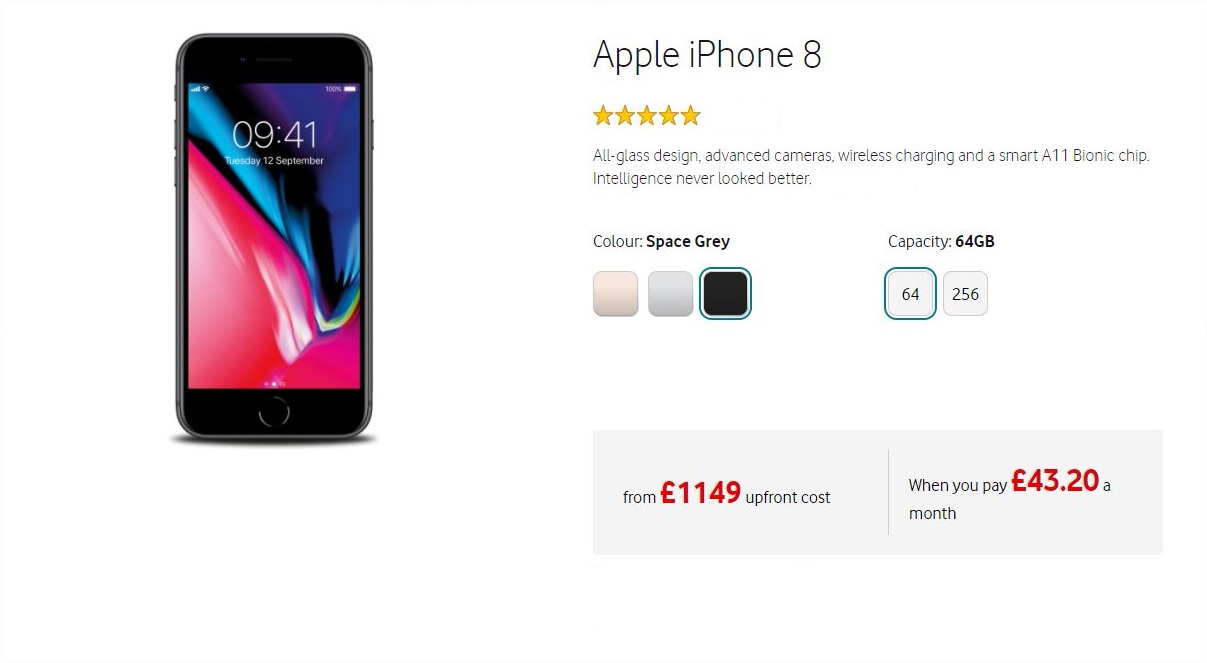 100%
09:41
Tuesday 12 September
Apple iPhone 8
All-glass design, advanced cameras, wireless charging and a smart A11 Bionic chip.
Intelligence never looked better.
Colour: Space Grey
Capacity: 64GB
64 256
from £1149 upfront cost
When you pay £43.20 a
month